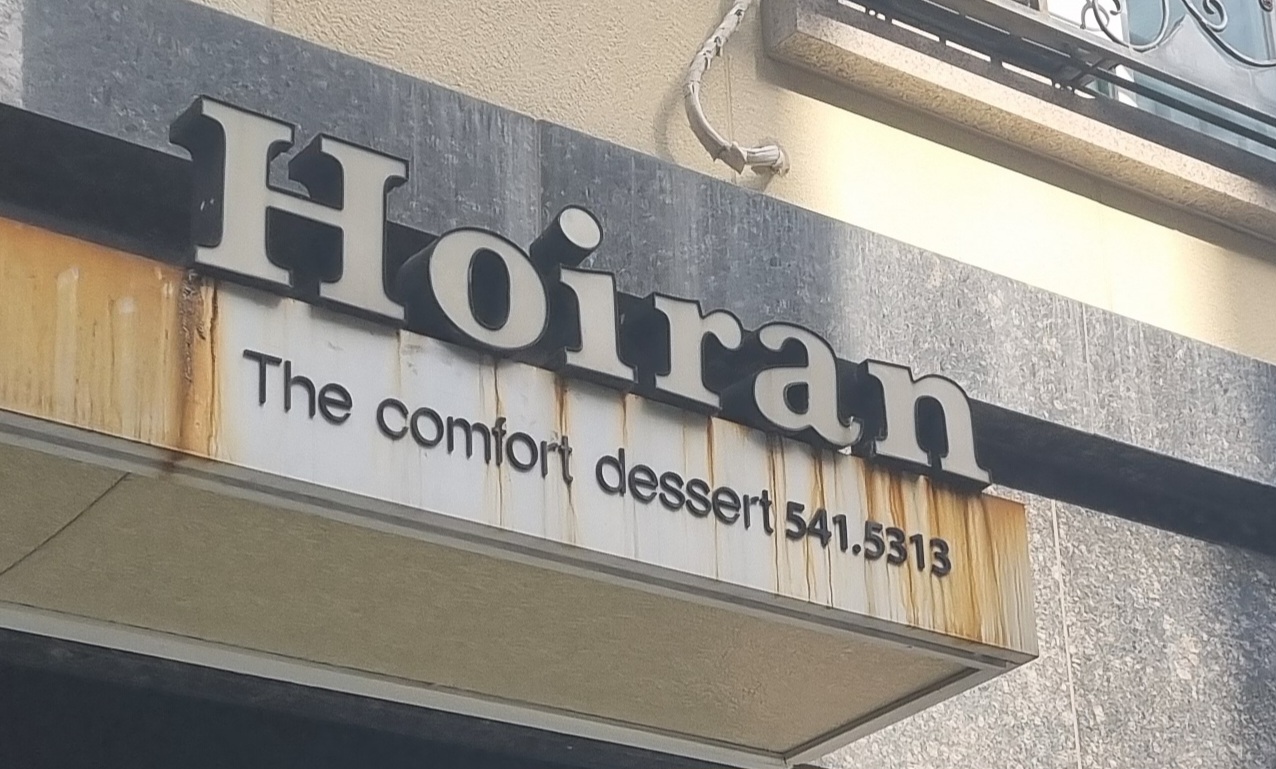 Hoiran
The comfort dessert 541.5313